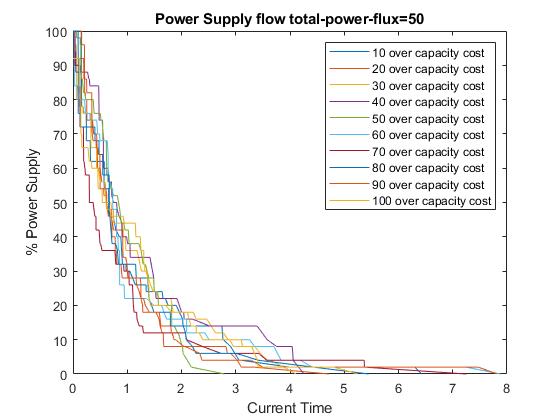 Power Supply flow total-power-flux=50
100
90
80
70
60
50
40
30
20
10
0
% Power Supply
10 over capacity cost
20 over capacity cost
30 over capacity cost
40 over capacity cost
50 over capacity cost
60 over capacity cost
70 over capacity cost
80 over capacity cost
90 over capacity cost
100 over capacity cost
0 1 2 3 4 5 6 7 8
Current Time